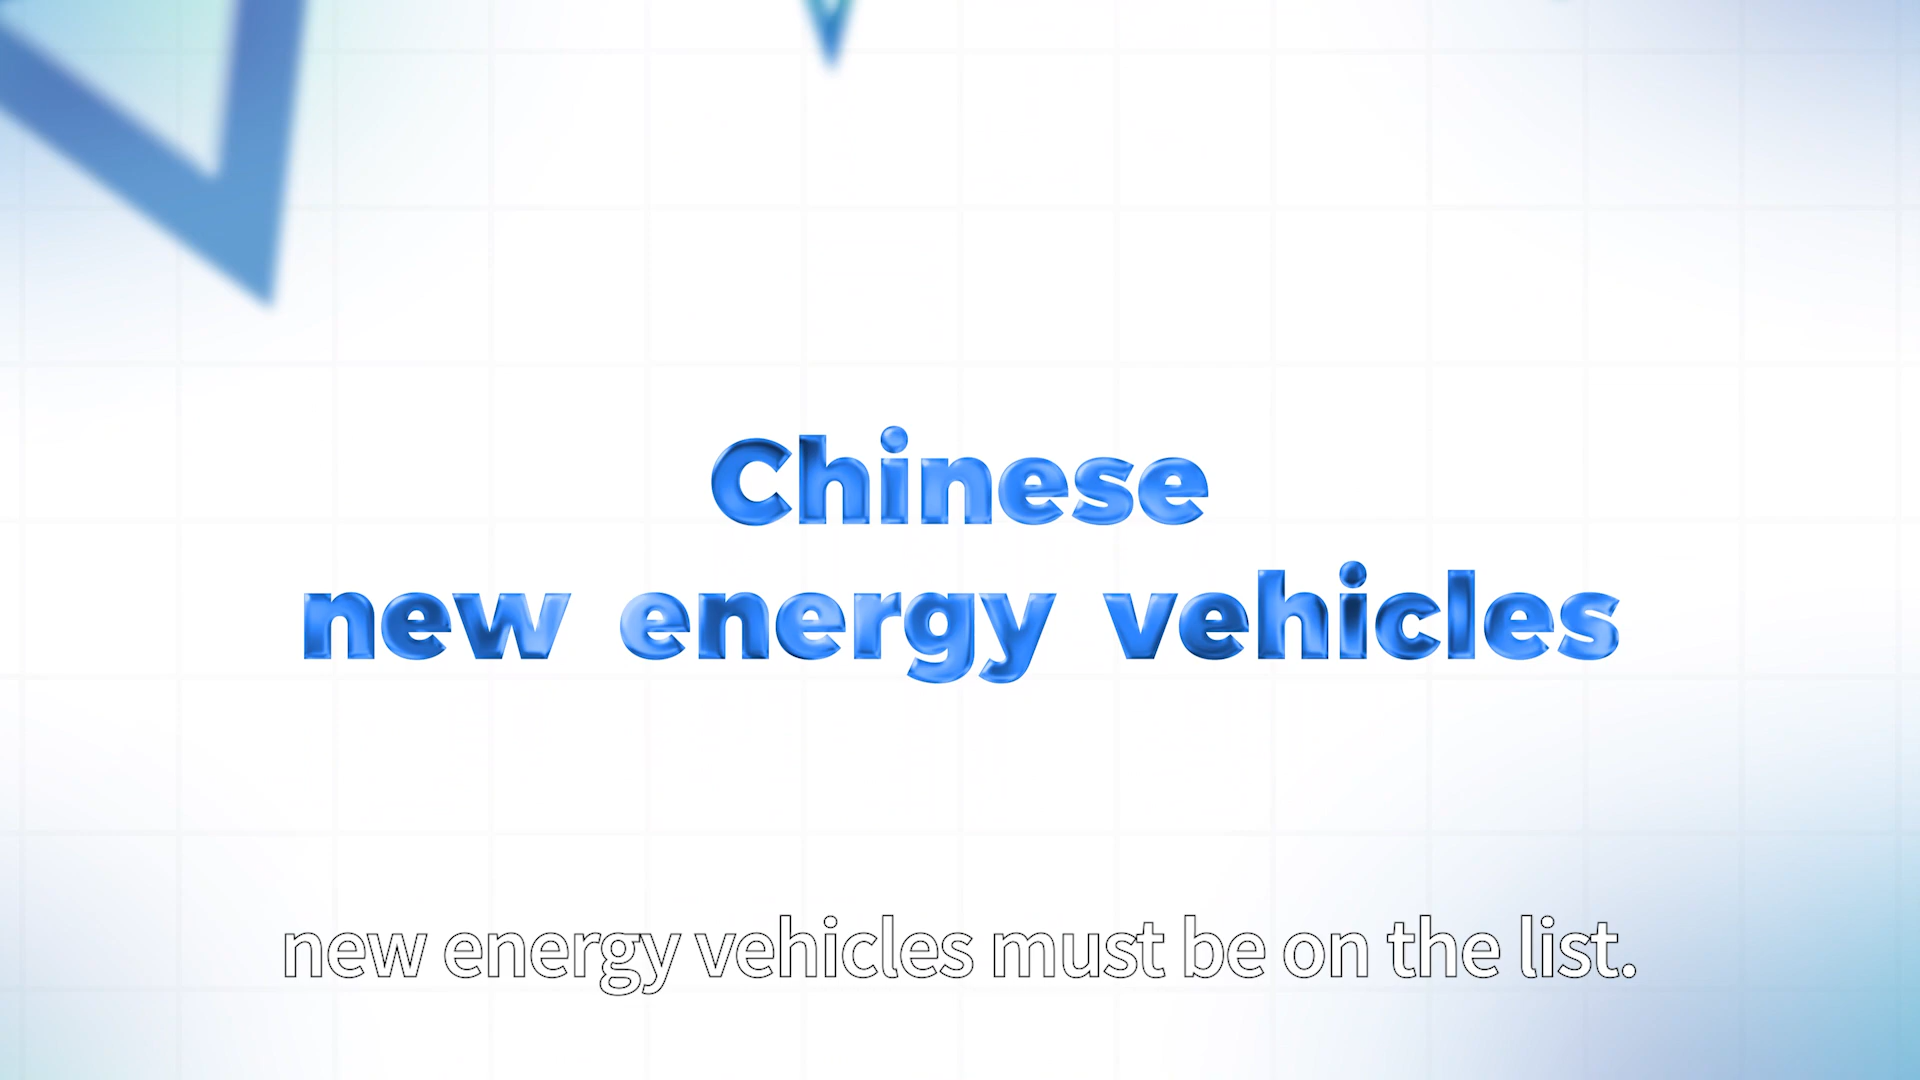 Chinese
new energy vehicles
new energy vehicles must be on the list.